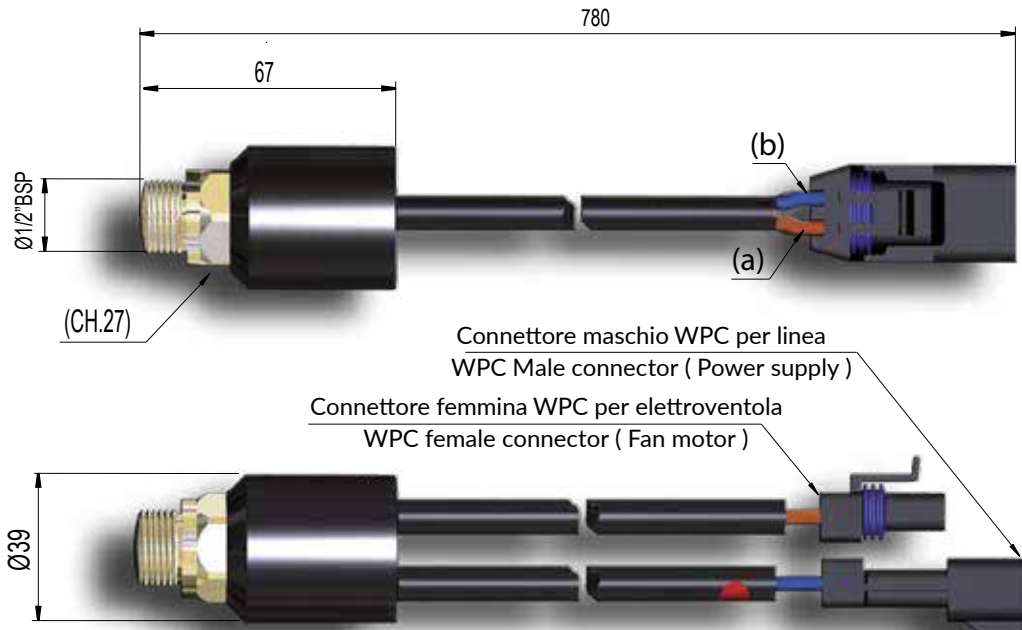 780
67
Ø1/2"BSP
(b)
(a)
(CH.27)
Connettore maschio WPC per linea
WPC Male connector ( Power supply )
Connettore femmina WPC per elettroventola
WPC female connector ( Fan motor )
Ø39